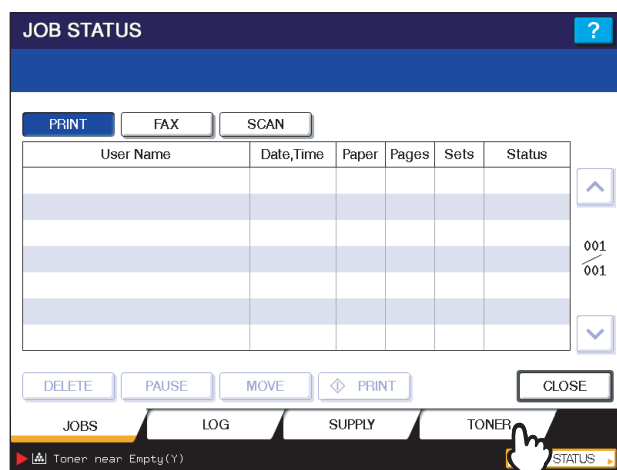 JOB STATUS ?
PRINT FAX SCAN
User Name Date,Time Paper Pages Sets Status
001
001
DELETE PAUSE MOVE PRINT CLOSE
JOBS LOG SUPPLY TONER
Toner near Empty(Y) STATUS